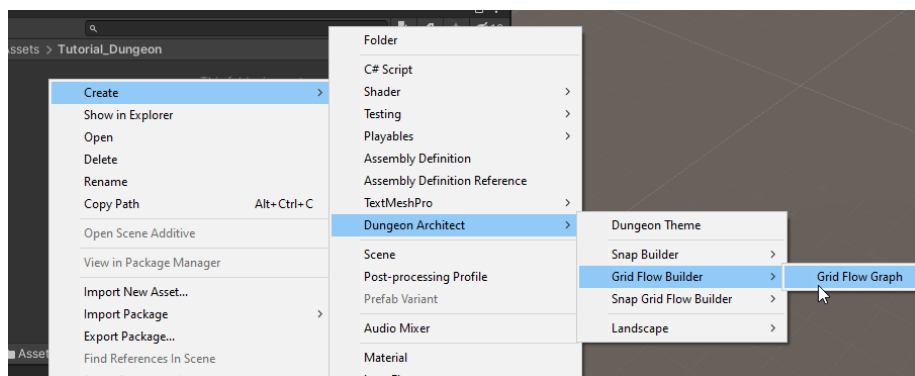 Assets > Tutorial_Dungeon
Create
Show in Explorer
Open
Delete
Rename
Copy Path Alt+Ctrl+C
Open Scene Additive
View in Package Manager
Import New Asset...
Import Package
Export Package...
Find References In Scene
Asset
Folder
C# Script
Shader
Testing
Playables
Assembly Definition
Assembly Definition Reference
TextMeshPro
Dungeon Architect
Scene
Post-processing Profile
Prefab Variant
Audio Mixer
Material
Dungeon Theme
Snap Builder
Grid Flow Builder
Snap Grid Flow Builder
Landscape
Grid Flow Graph